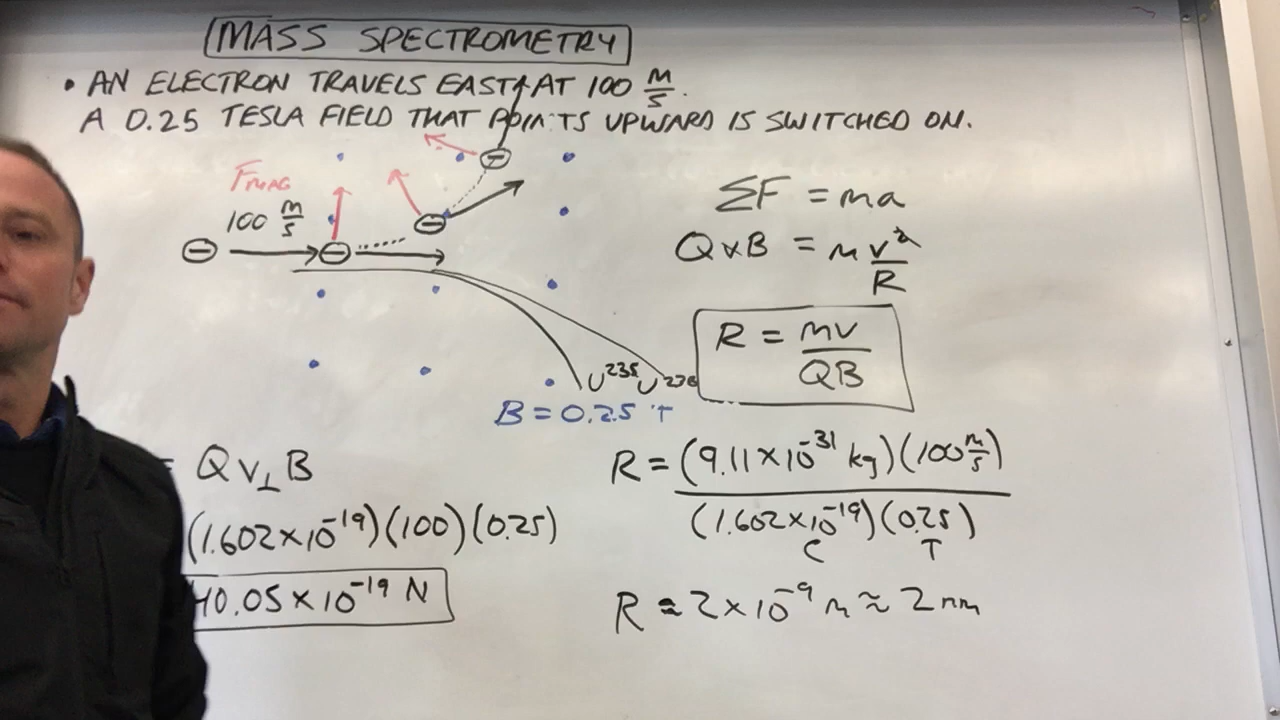 MASS SPECTROMETRY
• AN ELECTRON TRAVELS EAST AT 100 M/S.
A 0.25 TESLA FIELD THAT POINTS UPWARD IS SWITCHED ON.
FMAG
100 M/S
U²³⁵ U²³⁸
B = 0.25 T
ΣF = ma
QvB = m v²/R
R = mv/QB
= Qv⊥B
(1.602×10⁻¹⁹)(100)(0.25)
40.05×10⁻¹⁹ N
R = (9.11×10⁻³¹ kg)(100 m/s)
(1.602×10⁻¹⁹)(0.25)
C T
R ≈ 2×10⁻⁹ m ≈ 2 nm